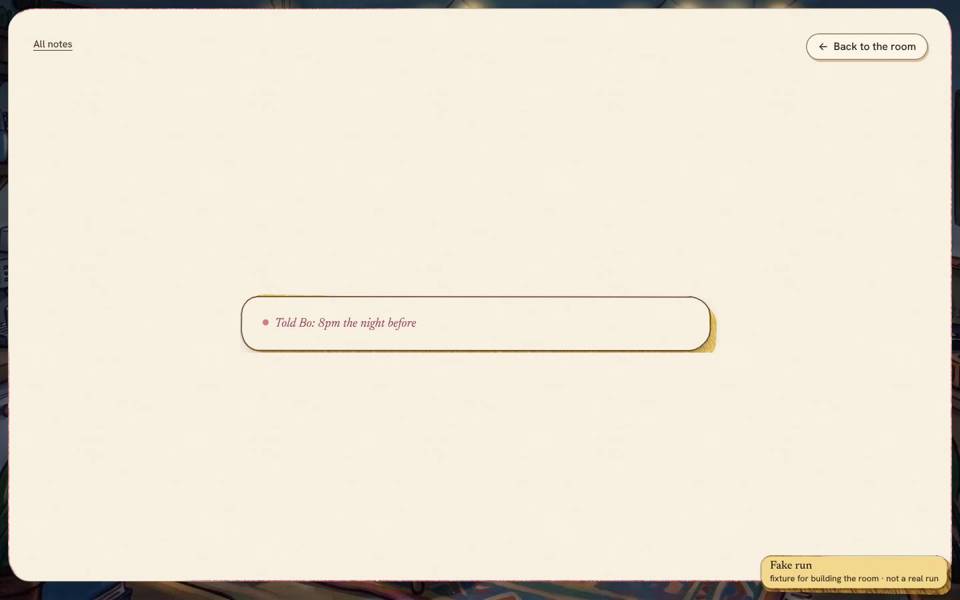 All notes
← Back to the room
Told Bo: 8pm the night before
Fake run
fixture for building the room · not a real run